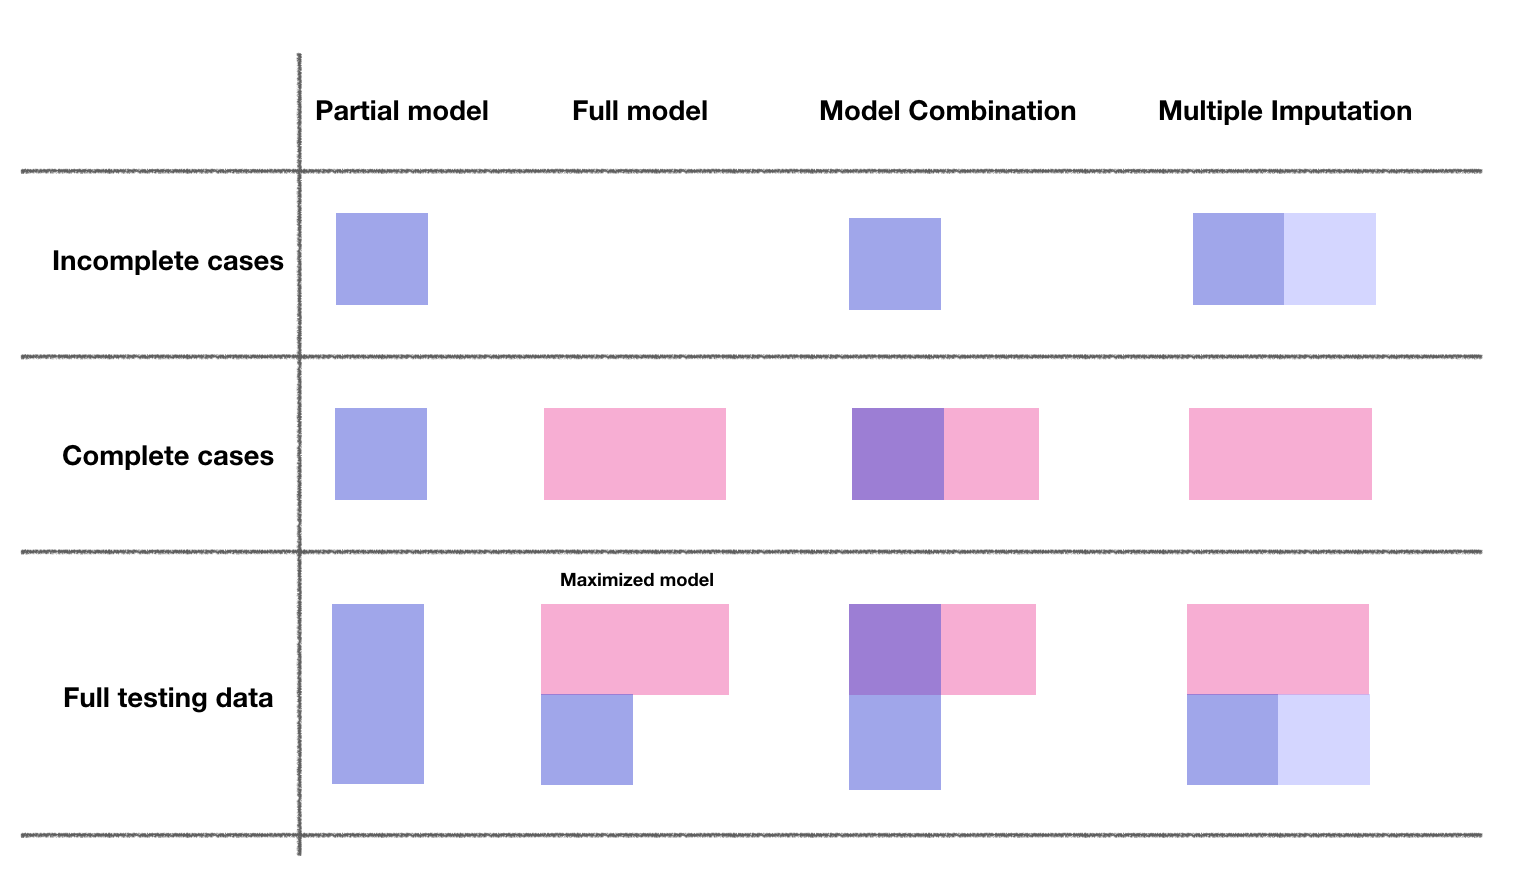 Partial model
Full model
Model Combination
Multiple Imputation
Incomplete cases
Complete cases
Maximized model
Full testing data